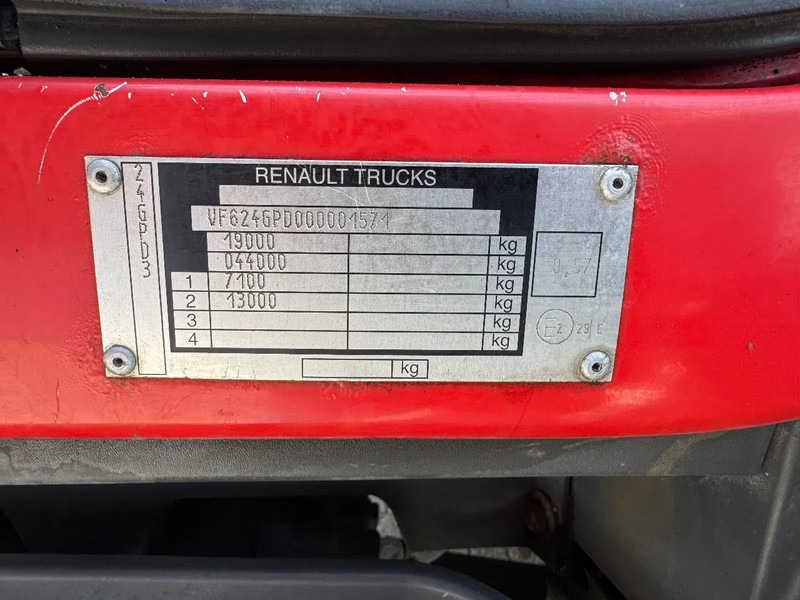 24GPD3
RENAULT TRUCKS
VF624GPD000001571
19000 kg
044000 kg
1 7100 kg
2 13000 kg
3 kg
4 kg
kg
0,57
E2 29R